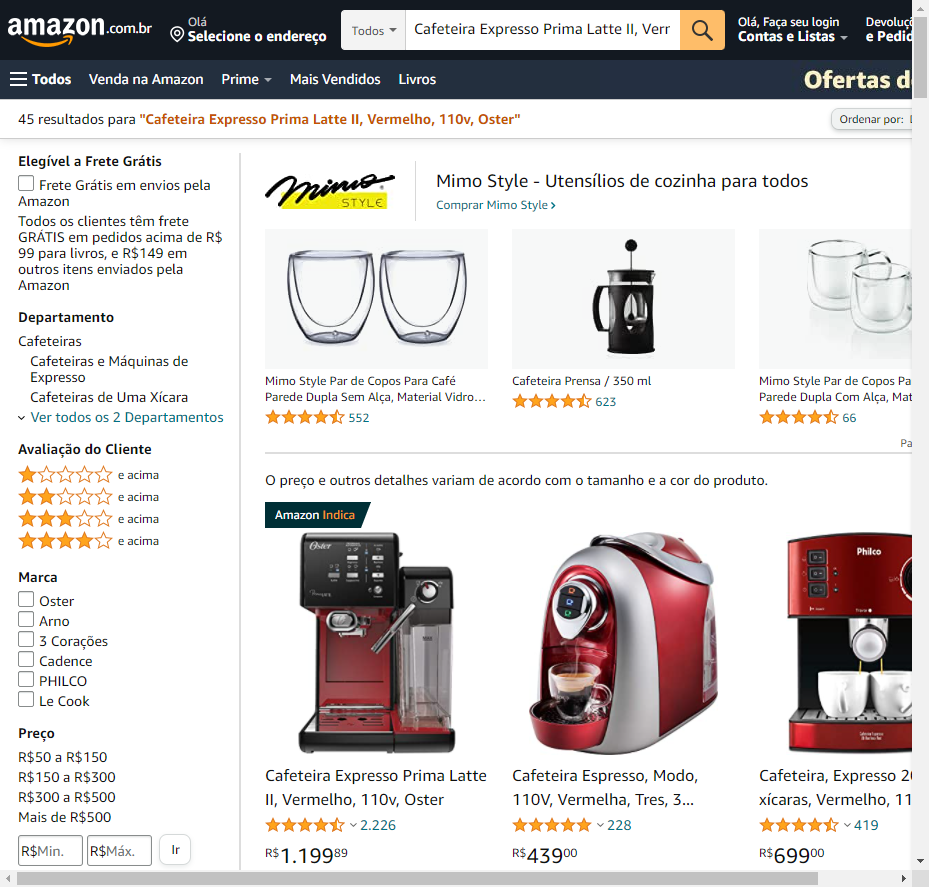 amazon.com.br
Olá
Selecione o endereço
Todos
Cafeteira Expresso Prima Latte II, Verr
Olá, Faça seu login
Contas e Listas
Devoluçõ
e Pedid
Todos
Venda na Amazon
Prime
Mais Vendidos
Livros
Ofertas d
45 resultados para "Cafeteira Expresso Prima Latte II, Vermelho, 110v, Oster"
Ordenar por:
Elegível a Frete Grátis
Frete Grátis em envios pela
Amazon
Todos os clientes têm frete
GRÁTIS em pedidos acima de R$
99 para livros, e R$149 em
outros itens enviados pela
Amazon
Departamento
Cafeteiras
Cafeteiras e Máquinas de
Expresso
Cafeteiras de Uma Xícara
Ver todos os 2 Departamentos
Avaliação do Cliente
e acima
e acima
e acima
e acima
Marca
Oster
Arno
3 Corações
Cadence
PHILCO
Le Cook
Preço
R$50 a R$150
R$150 a R$300
R$300 a R$500
Mais de R$500
R$Min.
R$Máx.
Ir
mimo
STYLE
Mimo Style - Utensílios de cozinha para todos
Comprar Mimo Style
Mimo Style Par de Copos Para Café
Parede Dupla Sem Alça, Material Vidro...
552
Cafeteira Prensa / 350 ml
623
Mimo Style Par de Copos Pa
Parede Dupla Com Alça, Mat
66
Pa
O preço e outros detalhes variam de acordo com o tamanho e a cor do produto.
Amazon Indica
Oster
Philco
Cafeteira Expresso Prima Latte
II, Vermelho, 110v, Oster
2.226
R$1.19989
Cafeteira Espresso, Modo,
110V, Vermelha, Tres, 3...
228
R$43900
Cafeteira, Expresso 20
xícaras, Vermelho, 11
419
R$69900